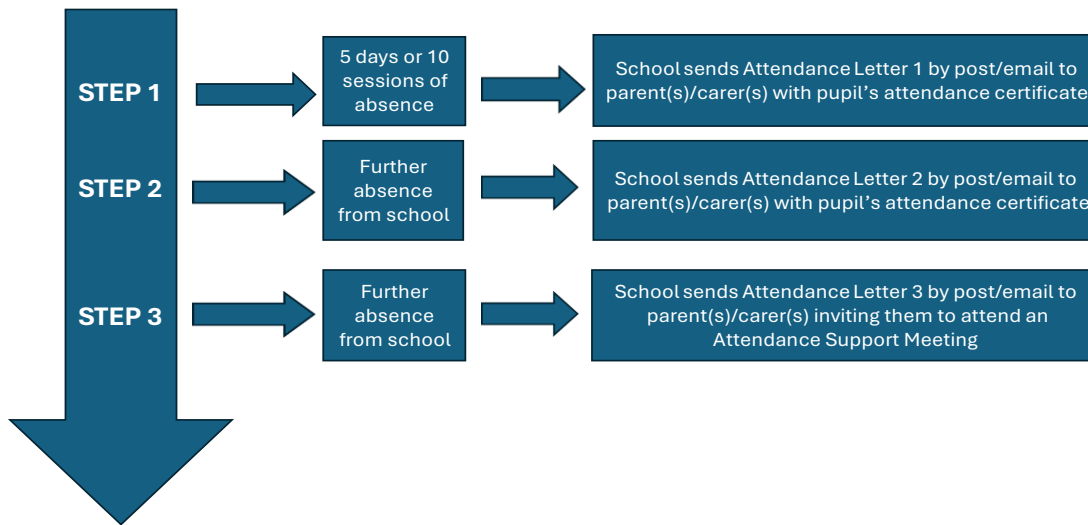 STEP 1
5 days or 10
sessions of
absence
School sends Attendance Letter 1 by post/email to
parent(s)/carer(s) with pupil's attendance certificate
STEP 2
Further
absence
from school
School sends Attendance Letter 2 by post/email to
parent(s)/carer(s) with pupil's attendance certificate
STEP 3
Further
absence
from school
School sends Attendance Letter 3 by post/email to
parent(s)/carer(s) inviting them to attend an
Attendance Support Meeting